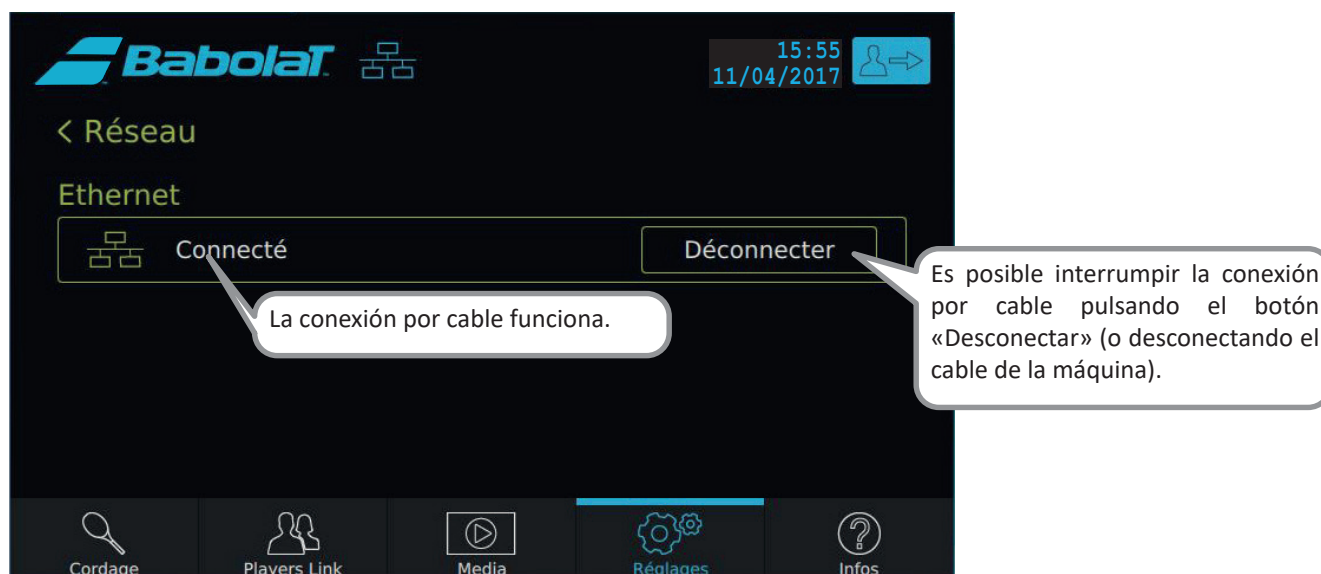 Babolat
15:55
11/04/2017
< Réseau
Ethernet
Connecté
Déconnecter
La conexión por cable funciona.
Es posible interrumpir la conexión
por cable pulsando el botón
«Desconectar» (o desconectando el
cable de la máquina).
Cordage
Players Link
Media
Réglages
Infos